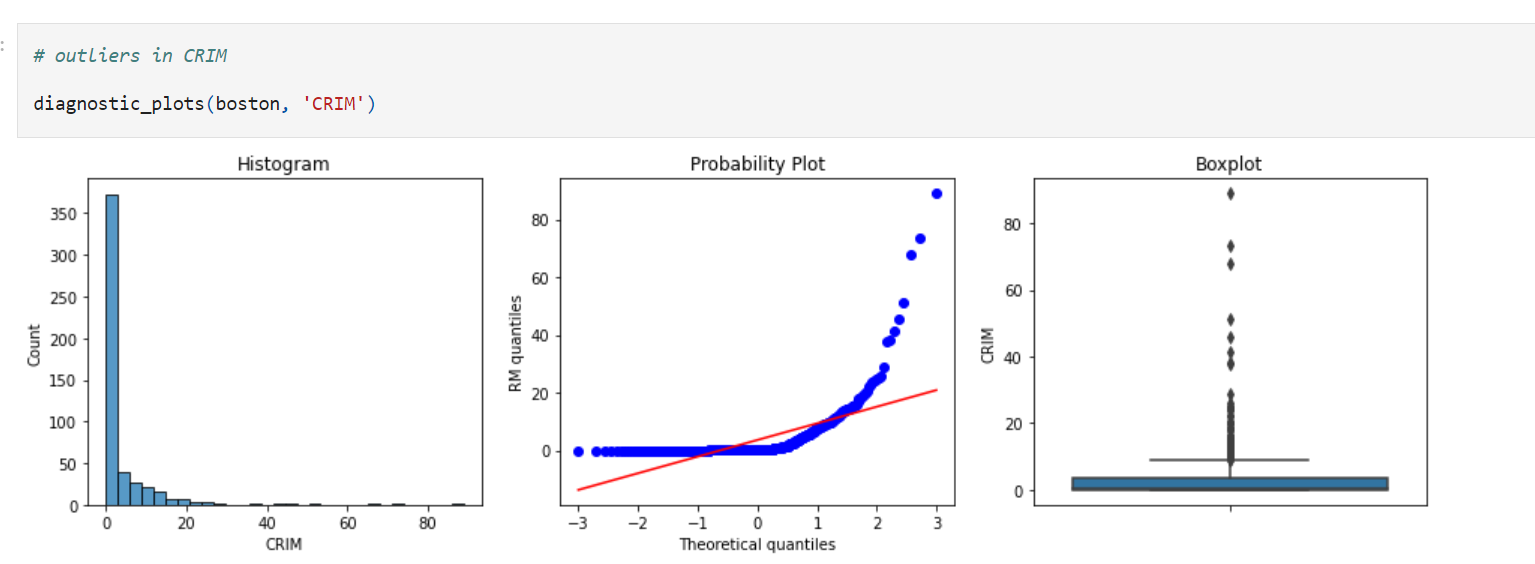 # outliers in CRIM
diagnostic_plots(boston, 'CRIM')
Histogram
350
300
250
200
150
100
50
0
Count
0 20 40 60 80
CRIM
Probability Plot
80
60
40
20
0
RM quantiles
−3 −2 −1 0 1 2 3
Theoretical quantiles
Boxplot
80
60
40
20
0
CRIM